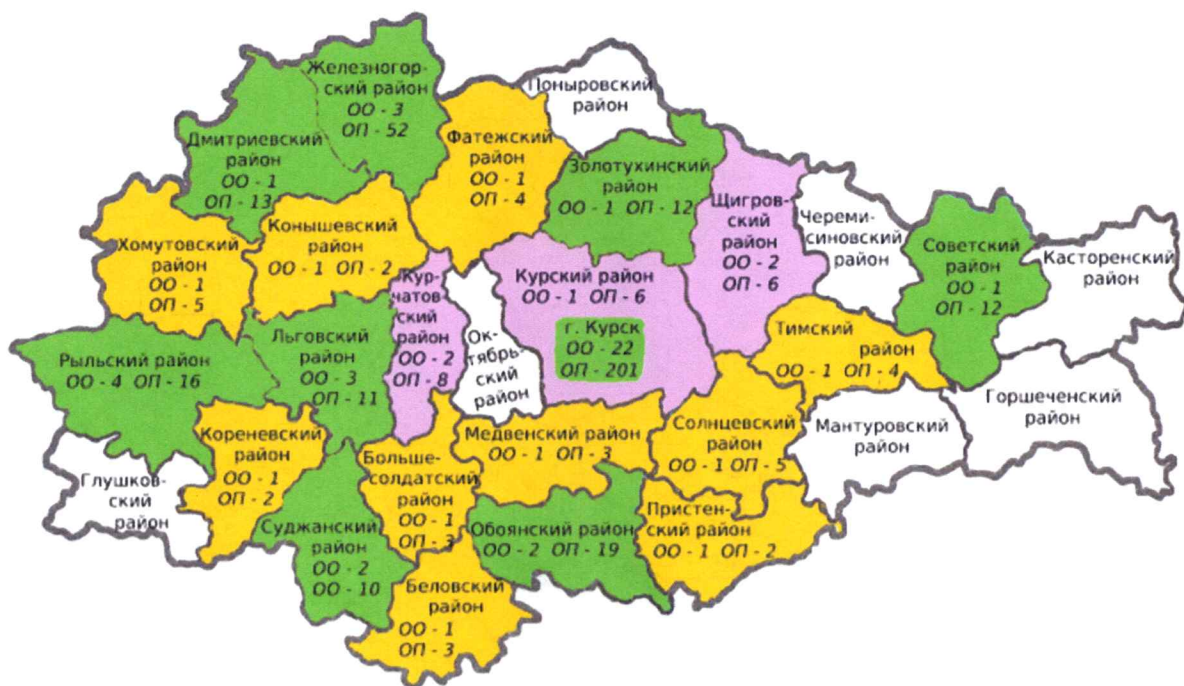 Железногор-
ский район
ОО - 3
ОП - 52
Поныровский
район
Дмитриевский
район
ОО - 1
ОП - 13
Фатежский
район
ОО - 1
ОП - 4
Золотухинский
район
ОО - 1 ОП - 12
Щигров-
ский
район
ОО - 2
ОП - 6
Череми-
синовский
район
Советский
район
ОО - 1
ОП - 12
Касторенский
район
Хомутовский
район
ОО - 1
ОП - 5
Конышевский
район
ОО - 1 ОП - 2
Кур-
чатов-
ский
район
ОО - 2
ОП - 8
Ок-
тябрь-
ский
район
Курский район
ОО - 1 ОП - 6
г. Курск
ОО - 22
ОП - 201
Тимский
район
ОО - 1 ОП - 4
Рыльский район
ОО - 4 ОП - 16
Льговский
район
ОО - 3
ОП - 11
Горшеченский
район
Мантуровский
район
Солнцевский
район
ОО - 1 ОП - 5
Медвенский район
ОО - 1 ОП - 3
Кореневский
район
ОО - 1
ОП - 2
Больше-
солдатский
район
ОО - 1
ОП - 3
Глушков-
ский
район
Суджанский
район
ОО - 2
ОО - 10
Обоянский район
ОО - 2 ОП - 19
Пристен-
ский район
ОО - 1 ОП - 2
Беловский
район
ОО - 1
ОП - 3